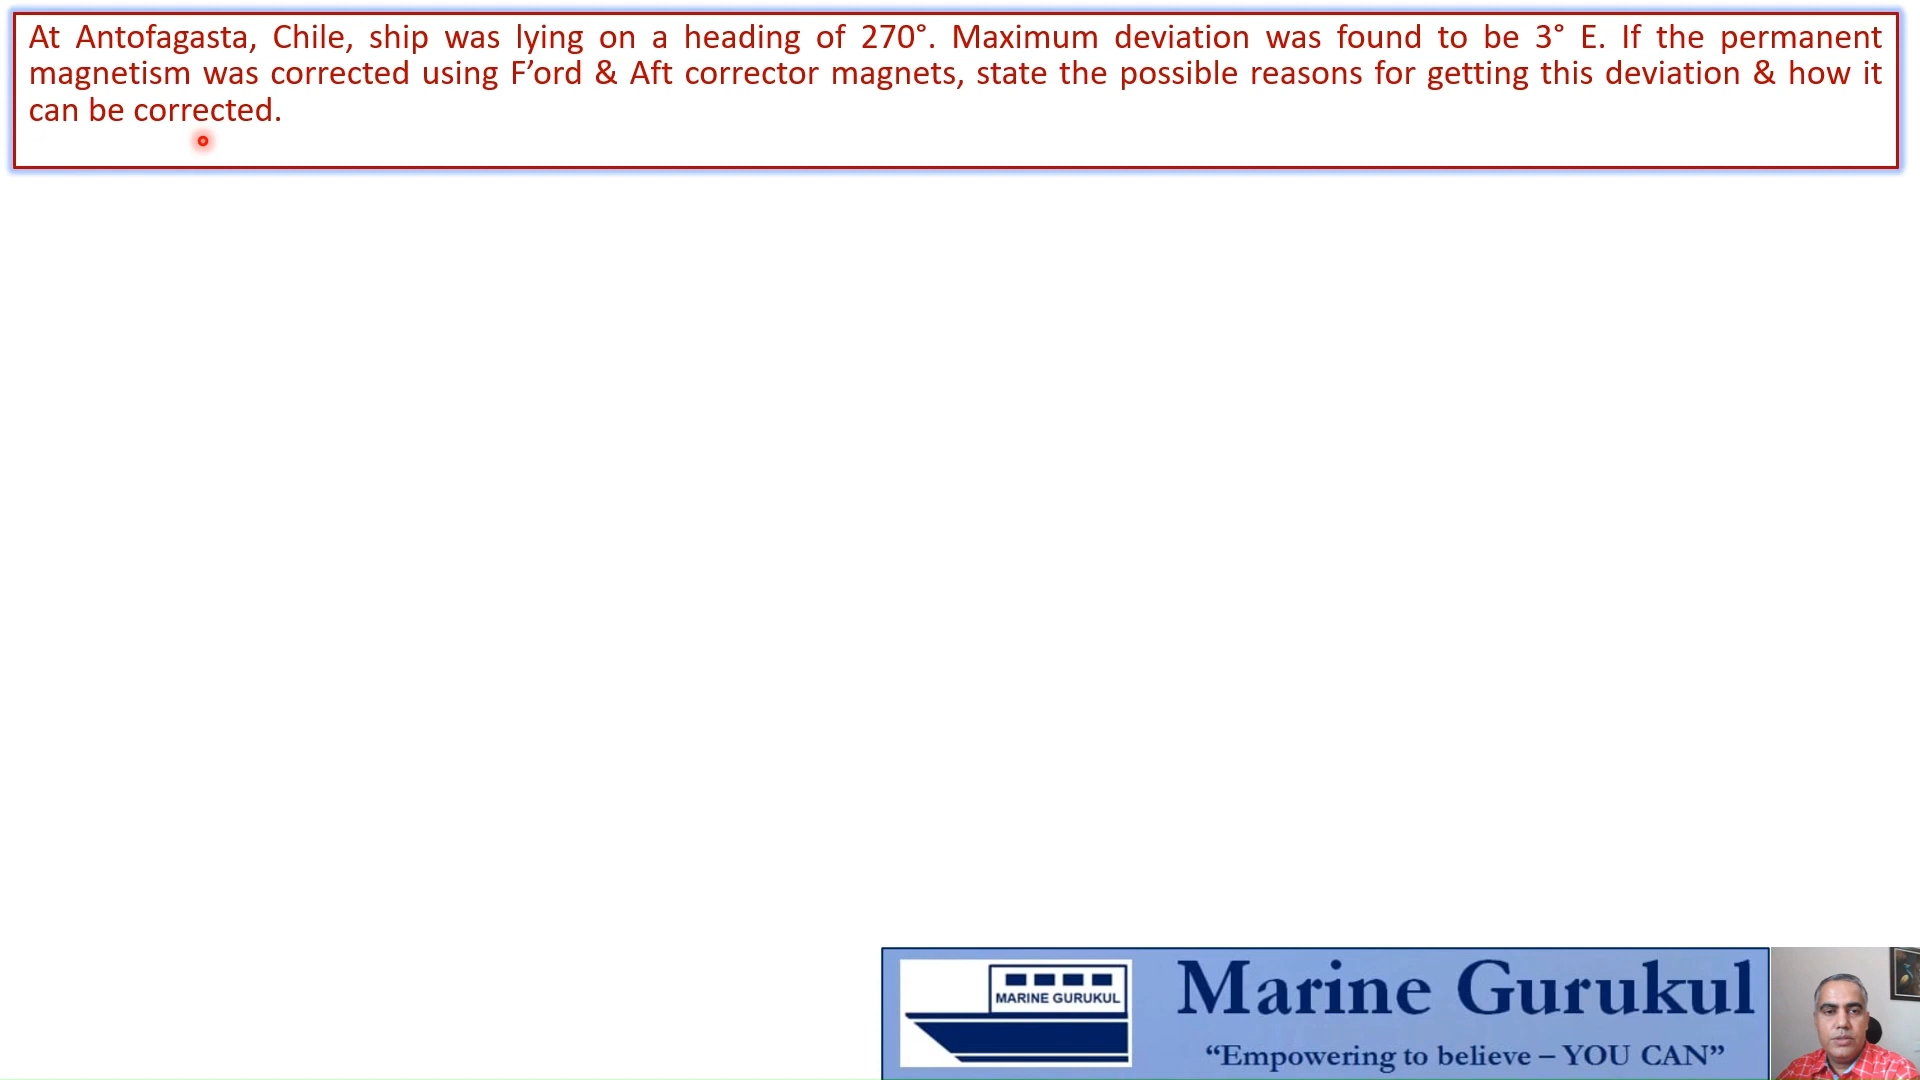 At Antofagasta, Chile, ship was lying on a heading of 270°. Maximum deviation was found to be 3° E. If the permanent
magnetism was corrected using F’ord & Aft corrector magnets, state the possible reasons for getting this deviation & how it
can be corrected.
MARINE GURUKUL
Marine Gurukul
“Empowering to believe – YOU CAN”